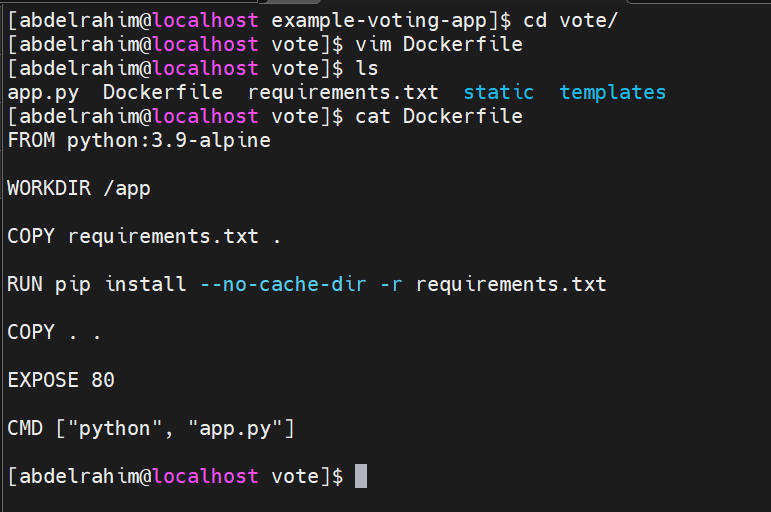 [abdelrahim@localhost example-voting-app]$ cd vote/
[abdelrahim@localhost vote]$ vim Dockerfile
[abdelrahim@localhost vote]$ ls
app.py  Dockerfile  requirements.txt  static  templates
[abdelrahim@localhost vote]$ cat Dockerfile
FROM python:3.9-alpine
WORKDIR /app
COPY requirements.txt .
RUN pip install --no-cache-dir -r requirements.txt
COPY . .
EXPOSE 80
CMD ["python", "app.py"]
[abdelrahim@localhost vote]$